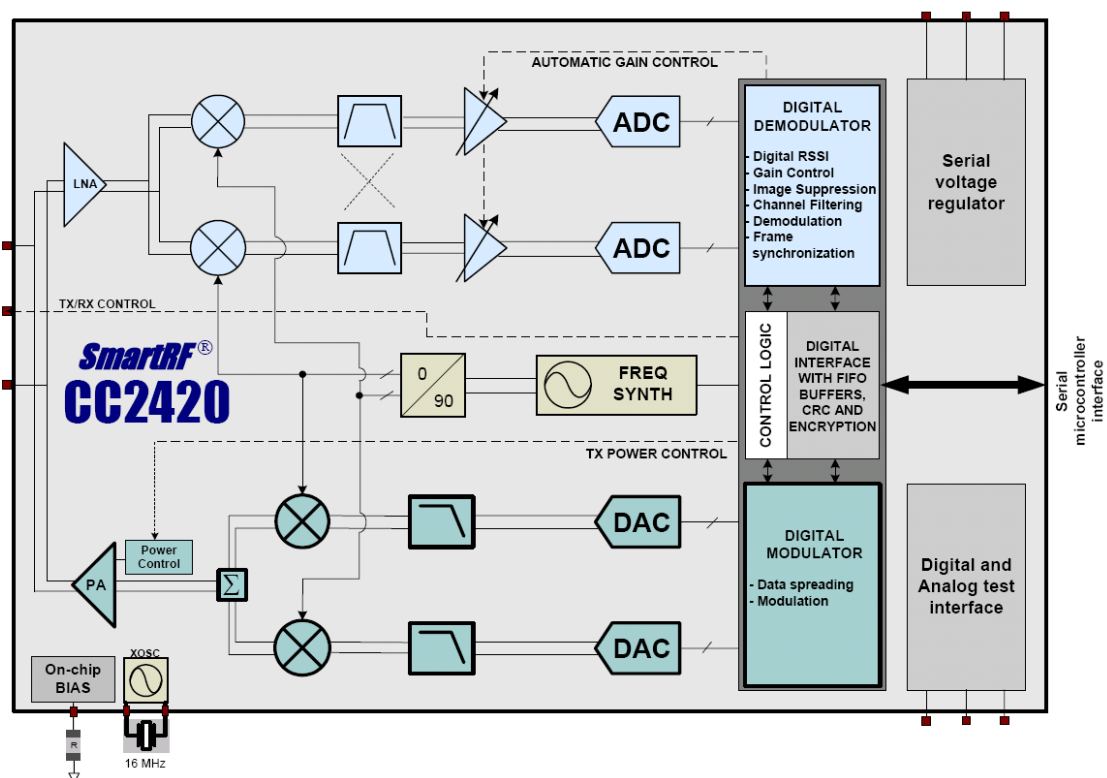 AUTOMATIC GAIN CONTROL
LNA
ADC
ADC
DIGITAL
DEMODULATOR
- Digital RSSI
- Gain Control
- Image Suppression
- Channel Filtering
- Demodulation
- Frame
synchronization
Serial
voltage
regulator
TX/RX CONTROL
SmartRF®
CC2420
0
90
FREQ
SYNTH
CONTROL LOGIC
DIGITAL
INTERFACE
WITH FIFO
BUFFERS,
CRC AND
ENCRYPTION
Serial
microcontroller
interface
TX POWER CONTROL
Power
Control
PA
Σ
DAC
DAC
DIGITAL
MODULATOR
- Data spreading
- Modulation
Digital and
Analog test
interface
On-chip
BIAS
XOSC
R
16 MHz